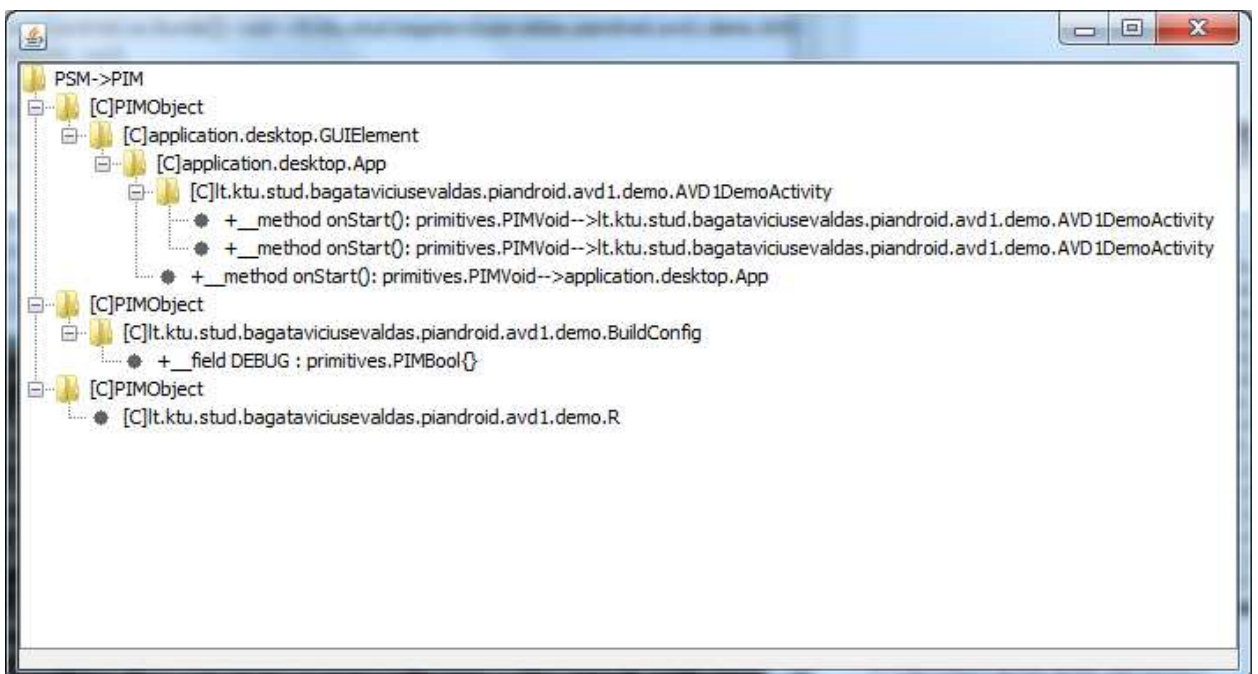 PSM->PIM
[C]PIMObject
[C]application.desktop.GUIElement
[C]application.desktop.App
[C]lt.ktu.stud.bagataviciusevaldas.piandroid.avd1.demo.AVD1DemoActivity
+__method onStart(): primitives.PIMVoid-->lt.ktu.stud.bagataviciusevaldas.piandroid.avd1.demo.AVD1DemoActivity
+__method onStart(): primitives.PIMVoid-->lt.ktu.stud.bagataviciusevaldas.piandroid.avd1.demo.AVD1DemoActivity
+__method onStart(): primitives.PIMVoid-->application.desktop.App
[C]PIMObject
[C]lt.ktu.stud.bagataviciusevaldas.piandroid.avd1.demo.BuildConfig
+__field DEBUG : primitives.PIMBool{}
[C]PIMObject
[C]lt.ktu.stud.bagataviciusevaldas.piandroid.avd1.demo.R